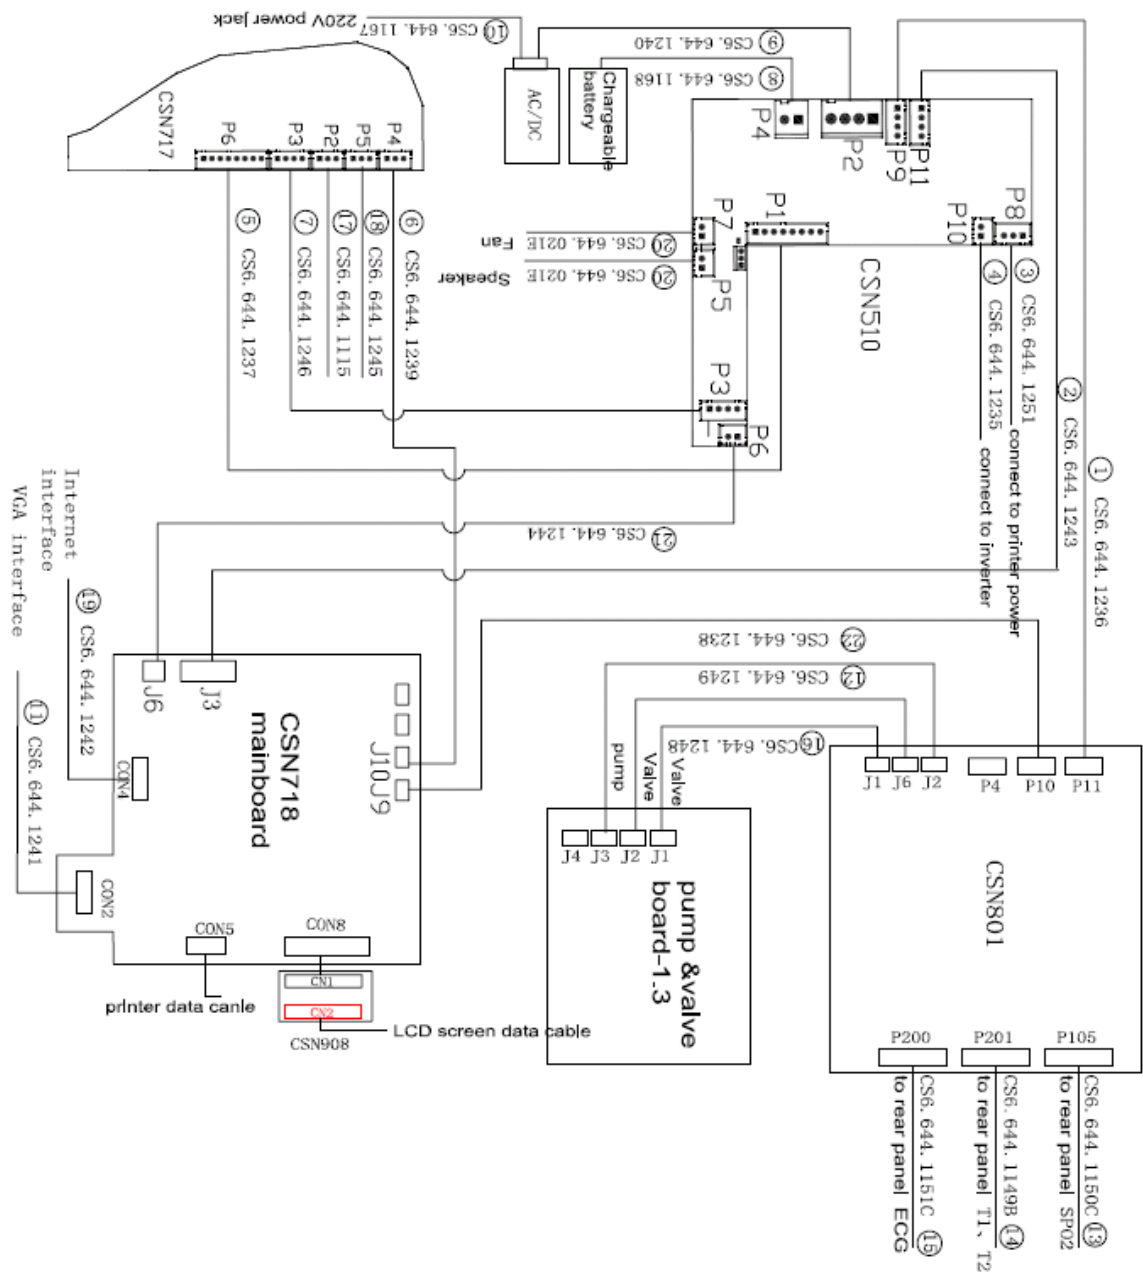 220V power jack
CS6. 644. 1167
10
CS6. 644. 1240
9
CS6. 644. 1168
8
AC/DC
Chargeable
battery
CSN717
P6
P3
P2
P5
P4
P4
P2
P9
P11
P7
P1
P10
P8
Fan
CS6. 644. 021E
20
Speaker
CS6. 644. 021E
20
P5
CSN510
P3
P6
5 CS6. 644. 1237
7 CS6. 644. 1246
17 CS6. 644. 1115
18 CS6. 644. 1245
6 CS6. 644. 1239
4 CS6. 644. 1235
connect to inverter
3 CS6. 644. 1251
connect to printer power
2 CS6. 644. 1243
1 CS6. 644. 1236
CS6. 644. 1244
21
Internet
interface
VGA interface
19 CS6. 644. 1242
11 CS6. 644. 1241
CS6. 644. 1238
22
CS6. 644. 1249
12
CS6. 644. 1248
16
J6
J3
CSN718
mainboard
J10
J9
CON4
CON2
CON5
CON8
CN1
CN2
CSN908
printer data canle
LCD screen data cable
pump
Valve
Valve
J4
J3
J2
J1
pump &valve
board-1.3
J1
J6
J2
P4
P10
P11
CSN801
P200
P201
P105
CS6. 644. 1151C 15
to rear panel ECG
CS6. 644. 1149B 14
to rear panel T1、T2
CS6. 644. 1150C 13
to rear panel SPO2